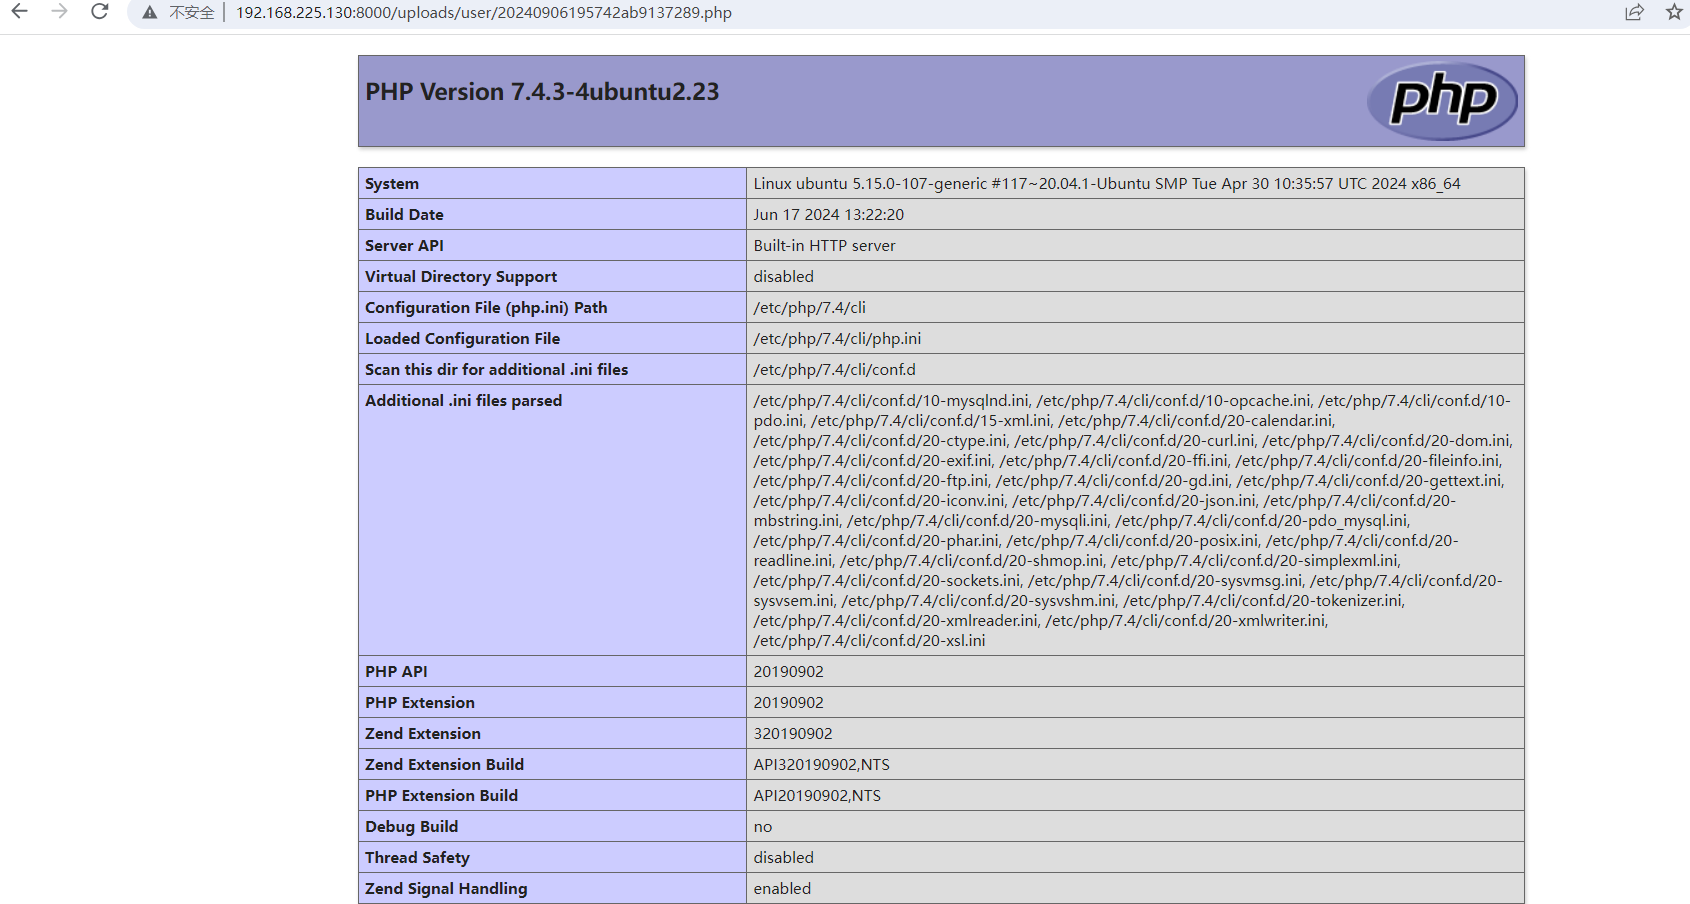 不安全 192.168.225.130:8000/uploads/user/20240906195742ab9137289.php
PHP Version 7.4.3-4ubuntu2.23
php
System Linux ubuntu 5.15.0-107-generic #117~20.04.1-Ubuntu SMP Tue Apr 30 10:35:57 UTC 2024 x86_64
Build Date Jun 17 2024 13:22:20
Server API Built-in HTTP server
Virtual Directory Support disabled
Configuration File (php.ini) Path /etc/php/7.4/cli
Loaded Configuration File /etc/php/7.4/cli/php.ini
Scan this dir for additional .ini files /etc/php/7.4/cli/conf.d
Additional .ini files parsed /etc/php/7.4/cli/conf.d/10-mysqlnd.ini, /etc/php/7.4/cli/conf.d/10-opcache.ini, /etc/php/7.4/cli/conf.d/10-
pdo.ini, /etc/php/7.4/cli/conf.d/15-xml.ini, /etc/php/7.4/cli/conf.d/20-calendar.ini,
/etc/php/7.4/cli/conf.d/20-ctype.ini, /etc/php/7.4/cli/conf.d/20-curl.ini, /etc/php/7.4/cli/conf.d/20-dom.ini,
/etc/php/7.4/cli/conf.d/20-exif.ini, /etc/php/7.4/cli/conf.d/20-ffi.ini, /etc/php/7.4/cli/conf.d/20-fileinfo.ini,
/etc/php/7.4/cli/conf.d/20-ftp.ini, /etc/php/7.4/cli/conf.d/20-gd.ini, /etc/php/7.4/cli/conf.d/20-gettext.ini,
/etc/php/7.4/cli/conf.d/20-iconv.ini, /etc/php/7.4/cli/conf.d/20-json.ini, /etc/php/7.4/cli/conf.d/20-
mbstring.ini, /etc/php/7.4/cli/conf.d/20-mysqli.ini, /etc/php/7.4/cli/conf.d/20-pdo_mysql.ini,
/etc/php/7.4/cli/conf.d/20-phar.ini, /etc/php/7.4/cli/conf.d/20-posix.ini, /etc/php/7.4/cli/conf.d/20-
readline.ini, /etc/php/7.4/cli/conf.d/20-shmop.ini, /etc/php/7.4/cli/conf.d/20-simplexml.ini,
/etc/php/7.4/cli/conf.d/20-sockets.ini, /etc/php/7.4/cli/conf.d/20-sysvmsg.ini, /etc/php/7.4/cli/conf.d/20-
sysvsem.ini, /etc/php/7.4/cli/conf.d/20-sysvshm.ini, /etc/php/7.4/cli/conf.d/20-tokenizer.ini,
/etc/php/7.4/cli/conf.d/20-xmlreader.ini, /etc/php/7.4/cli/conf.d/20-xmlwriter.ini,
/etc/php/7.4/cli/conf.d/20-xsl.ini
PHP API 20190902
PHP Extension 20190902
Zend Extension 320190902
Zend Extension Build API320190902,NTS
PHP Extension Build API20190902,NTS
Debug Build no
Thread Safety disabled
Zend Signal Handling enabled